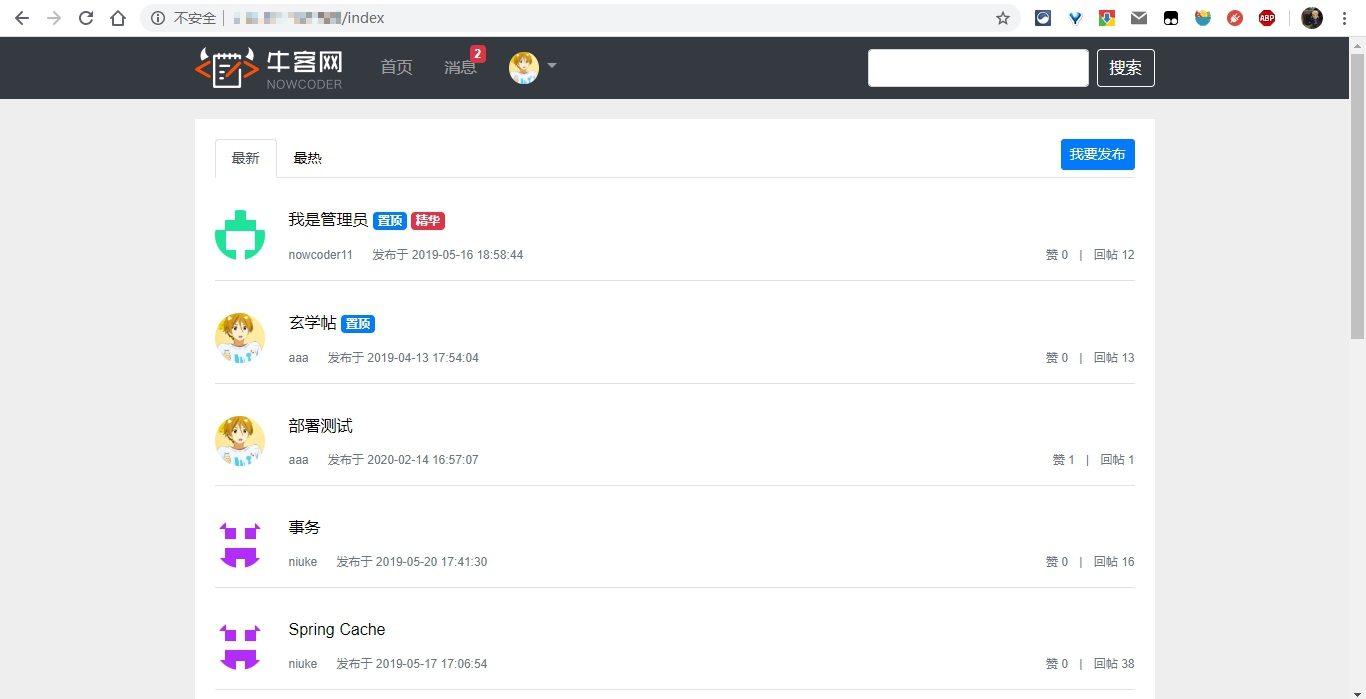 不安全 /index
牛客网
NOWCODER
首页 消息 2 搜索
最新 最热 我要发布
我是管理员 置顶 精华
nowcoder11 发布于 2019-05-16 18:58:44 赞 0 | 回帖 12
玄学帖 置顶
aaa 发布于 2019-04-13 17:54:04 赞 0 | 回帖 13
部署测试
aaa 发布于 2020-02-14 16:57:07 赞 1 | 回帖 1
事务
niuke 发布于 2019-05-20 17:41:30 赞 0 | 回帖 16
Spring Cache
niuke 发布于 2019-05-17 17:06:54 赞 0 | 回帖 38
ABP